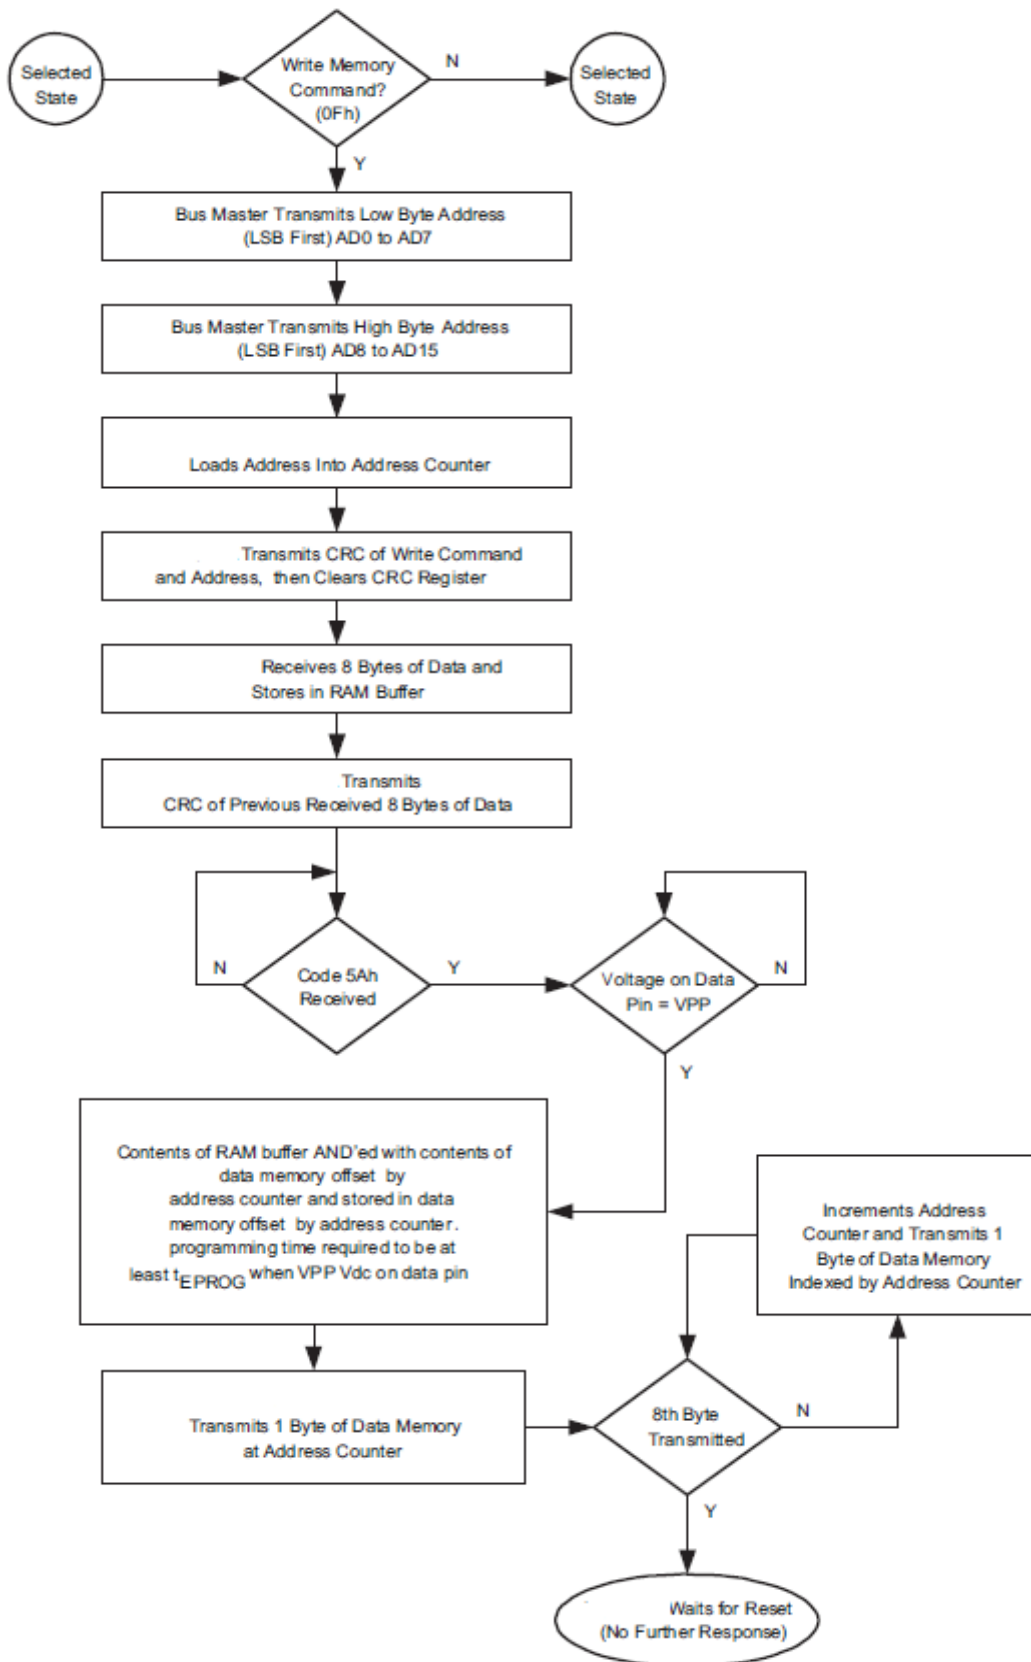 Selected
State
Write Memory
Command?
(0Fh)
N
Selected
State
Y
Bus Master Transmits Low Byte Address
(LSB First) AD0 to AD7
Bus Master Transmits High Byte Address
(LSB First) AD8 to AD15
Loads Address Into Address Counter
Transmits CRC of Write Command
and Address, then Clears CRC Register
Receives 8 Bytes of Data and
Stores in RAM Buffer
Transmits
CRC of Previous Received 8 Bytes of Data
N
Code 5Ah
Received
Y
Voltage on Data
Pin = VPP
N
Y
Contents of RAM buffer AND'ed with contents of
data memory offset by
address counter and stored in data
memory offset by address counter.
programming time required to be at
least tEPROG when VPP Vdc on data pin
Increments Address
Counter and Transmits 1
Byte of Data Memory
Indexed by Address Counter
Transmits 1 Byte of Data Memory
at Address Counter
8th Byte
Transmitted
N
Y
Waits for Reset
(No Further Response)